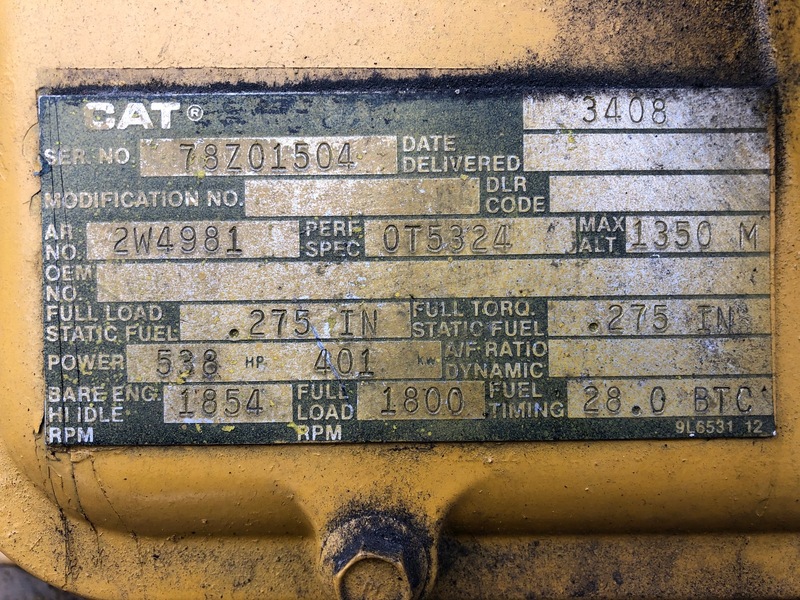 CAT® 3408
SER. NO. 78Z01504 DATE DELIVERED
MODIFICATION NO. DLR CODE
AR NO. 2W4981 PERF SPEC 0T5324 MAX ALT 1350 M
OEM NO.
FULL LOAD STATIC FUEL .275 IN FULL TORQ. STATIC FUEL .275 IN
POWER 538 HP 401 KW A/F RATIO DYNAMIC
BARE ENG. HI IDLE RPM 1854 FULL LOAD RPM 1800 FUEL TIMING 28.0 BTC
9L6531 12